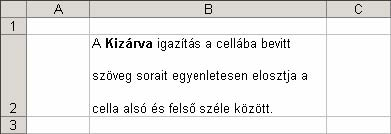 A B C
1
A Kizárva igazítás a cellába bevitt
szöveg sorait egyenletesen elosztja a
2 cella alsó és felső széle között.
3